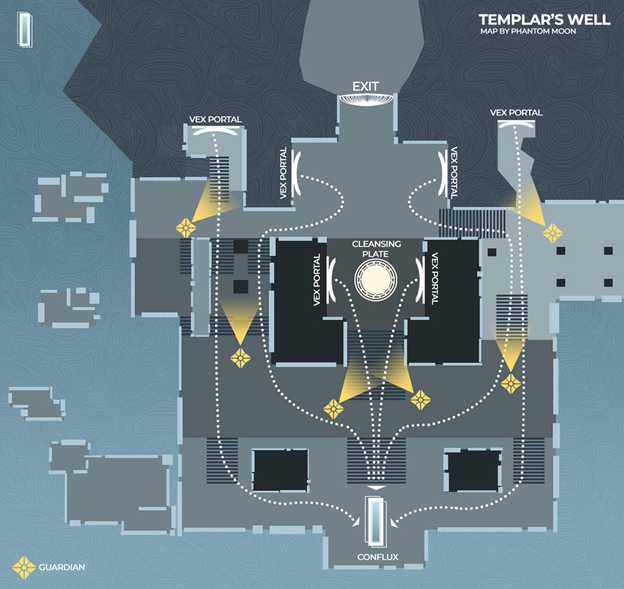 TEMPLAR'S WELL
MAP BY PHANTOM MOON
EXIT
VEX PORTAL
VEX PORTAL
VEX PORTAL
VEX PORTAL
CLEANSING
PLATE
VEX PORTAL
VEX PORTAL
CONFLUX
GUARDIAN